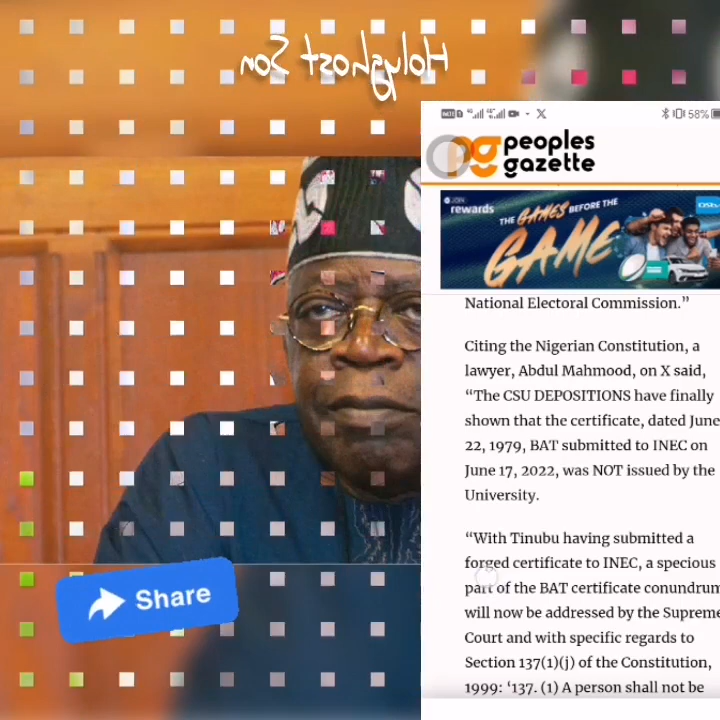 Holyghost Son
58%
peoples
gazette
JOIN
rewards
THE GAMES BEFORE THE
GAME
DStv
National Electoral Commission.”
Citing the Nigerian Constitution, a
lawyer, Abdul Mahmood, on X said,
“The CSU DEPOSITIONS have finally
shown that the certificate, dated June
22, 1979, BAT submitted to INEC on
June 17, 2022, was NOT issued by the
University.
“With Tinubu having submitted a
forged certificate to INEC, a specious
part of the BAT certificate conundrum
will now be addressed by the Supreme
Court and with specific regards to
Section 137(1)(j) of the Constitution,
1999: ‘137. (1) A person shall not be
Share